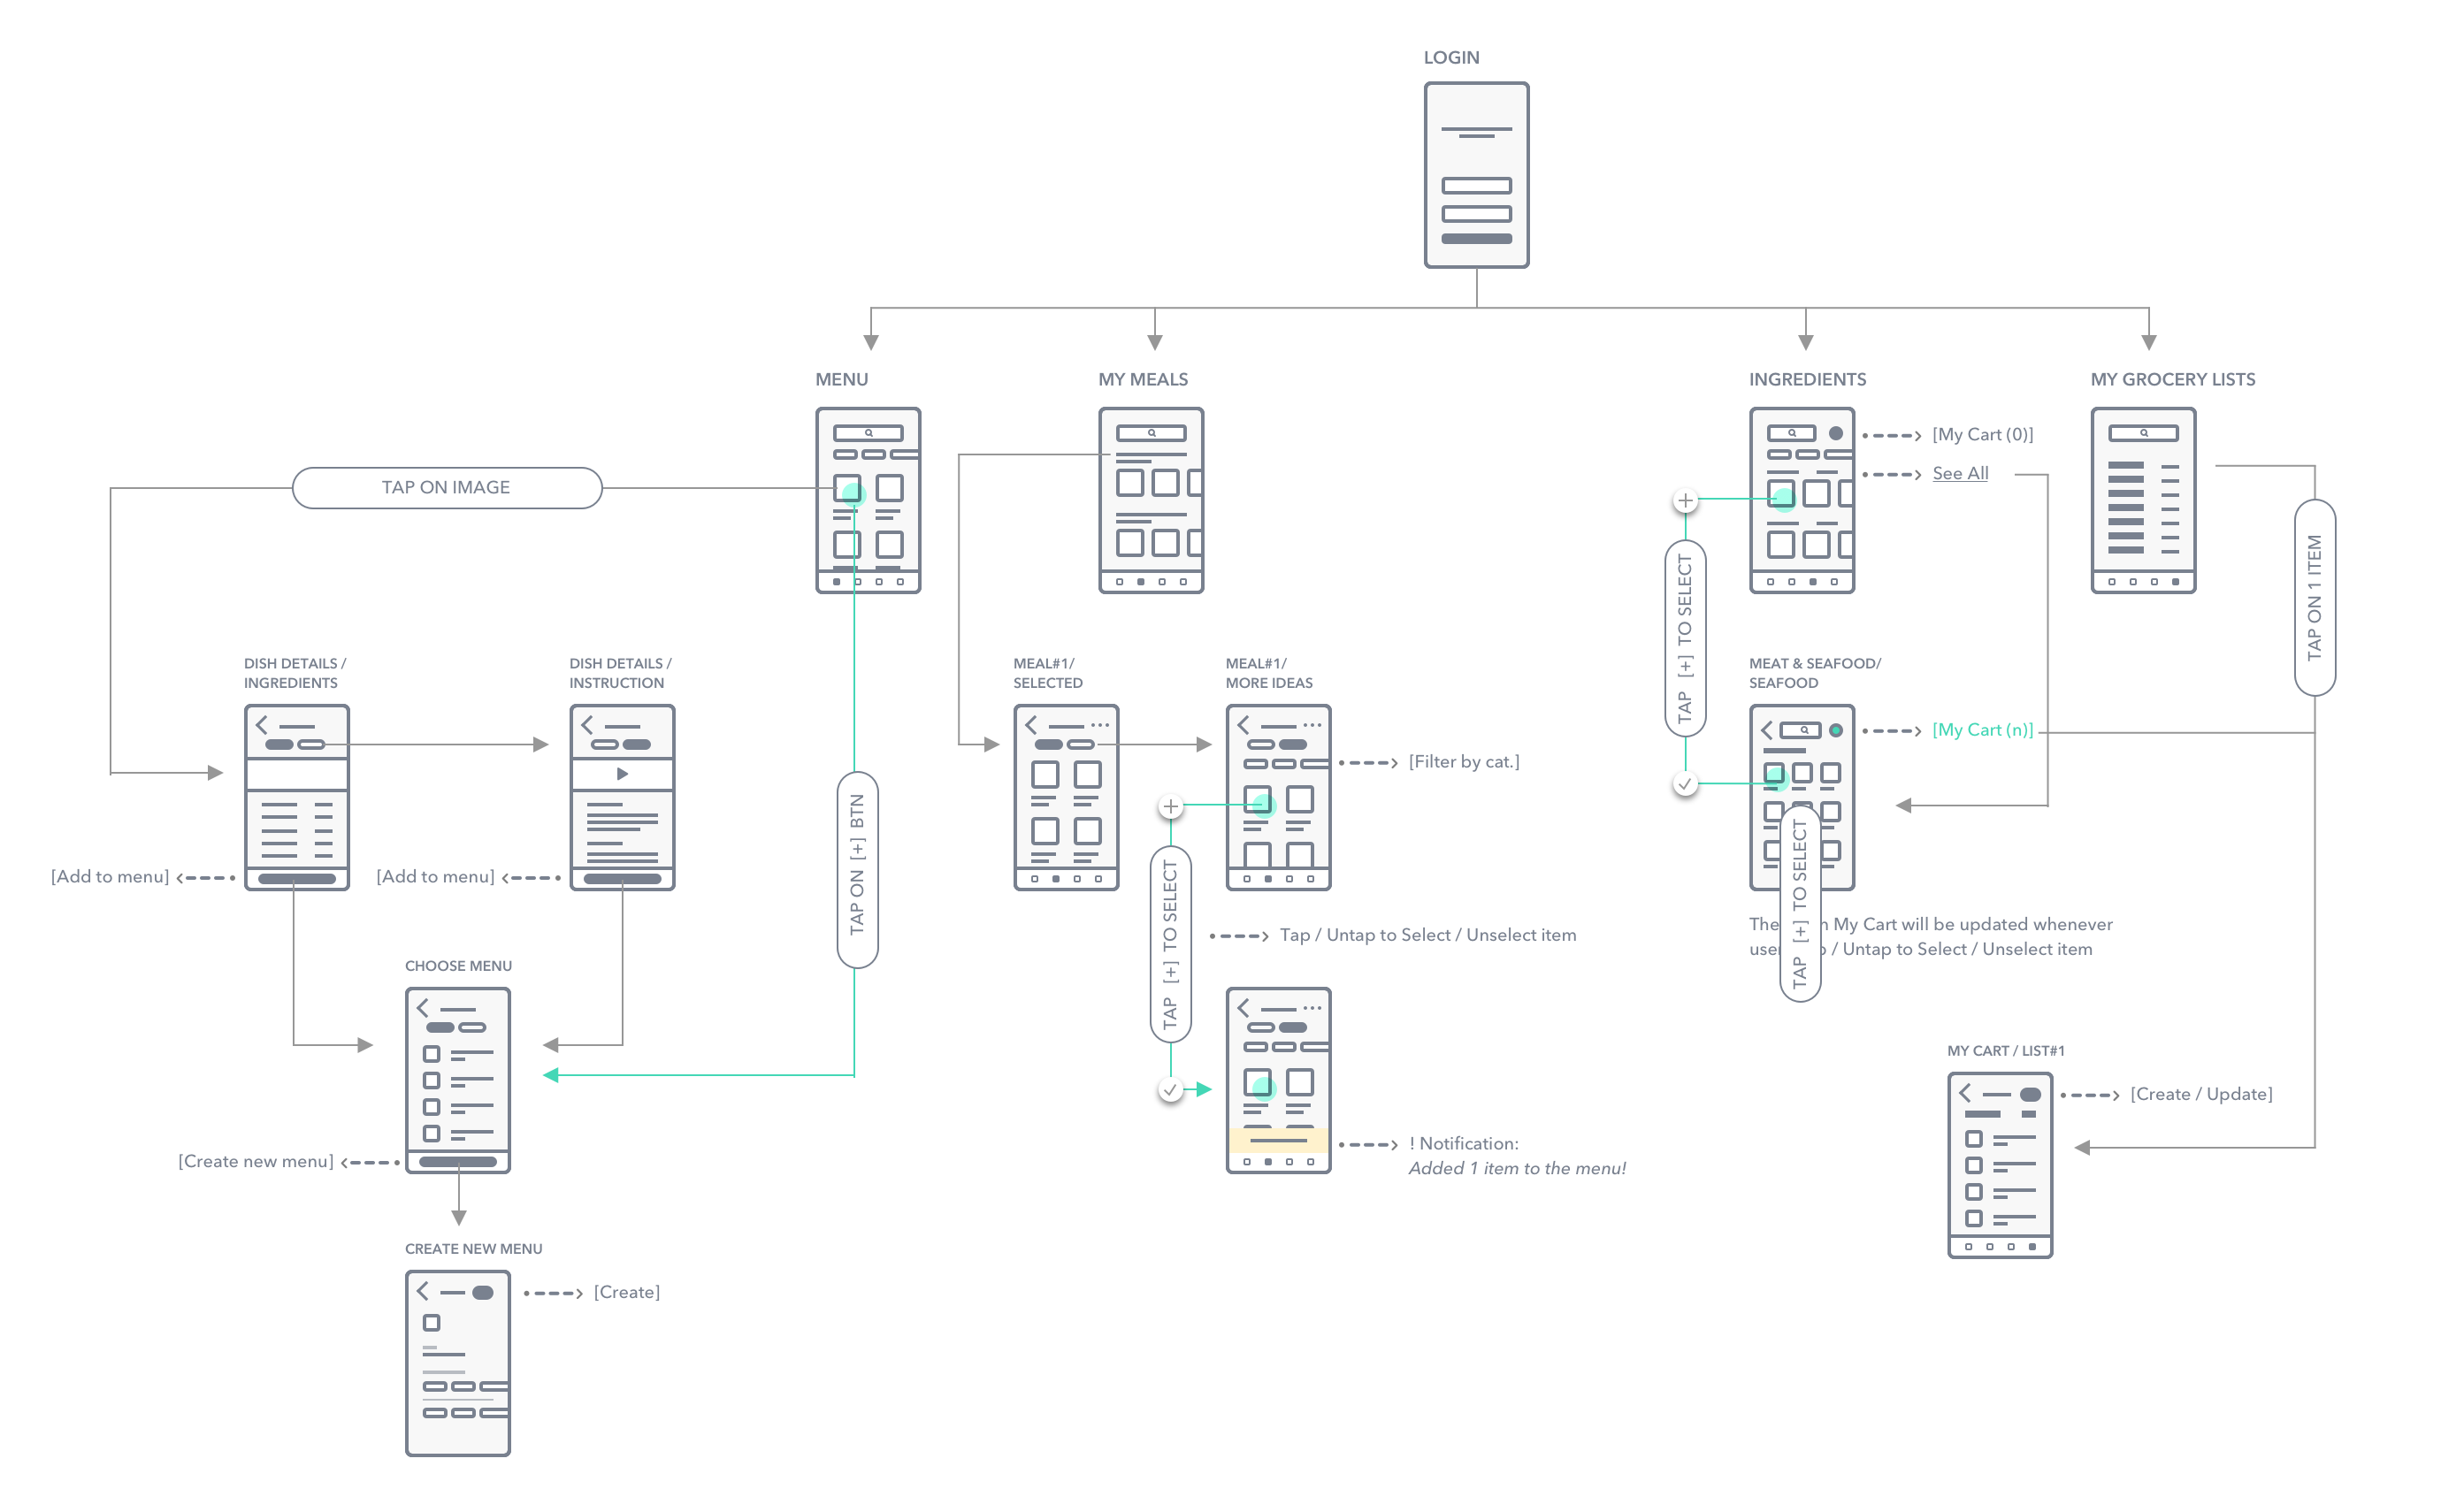 LOGIN
MENU
MY MEALS
INGREDIENTS
MY GROCERY LISTS
[My Cart (0)]
See All
TAP ON IMAGE
TAP [+] TO SELECT
TAP ON 1 ITEM
DISH DETAILS /
INGREDIENTS
DISH DETAILS /
INSTRUCTION
MEAL#1/
SELECTED
MEAL#1/
MORE IDEAS
MEAT & SEAFOOD/
SEAFOOD
[My Cart (n)]
[Filter by cat.]
TAP ON [+] BTN
[Add to menu]
[Add to menu]
TAP [+] TO SELECT
TAP [+] TO SELECT
Tap / Untap to Select / Unselect item
The My Cart will be updated whenever
/ Untap to Select / Unselect item
CHOOSE MENU
MY CART / LIST#1
[Create / Update]
! Notification:
Added 1 item to the menu!
[Create new menu]
CREATE NEW MENU
[Create]